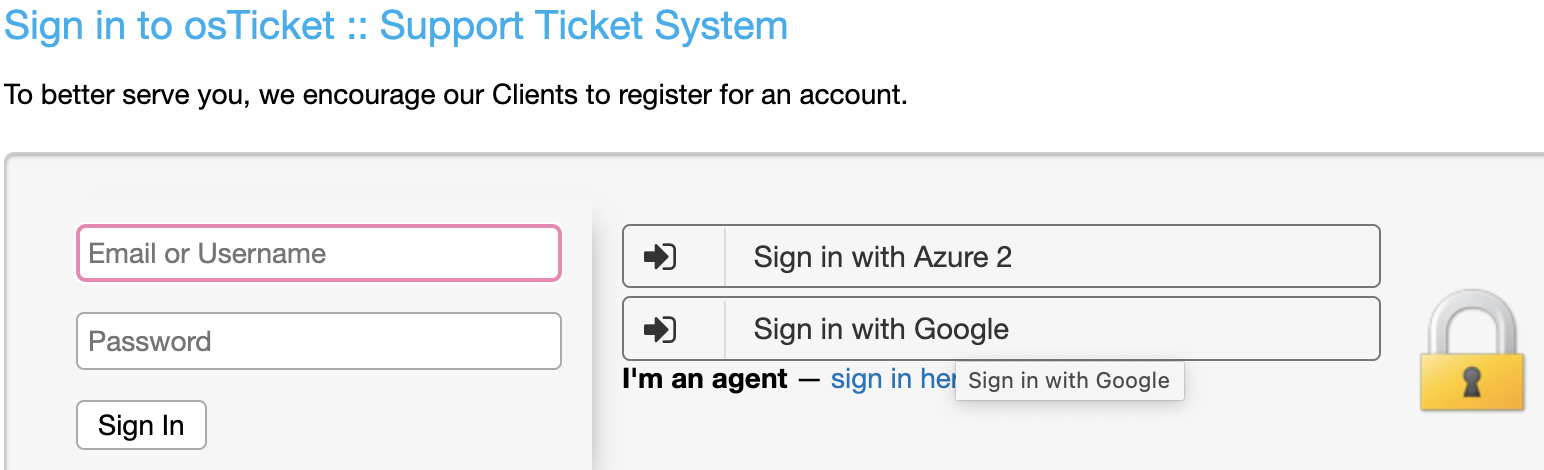 Sign in to osTicket :: Support Ticket System
To better serve you, we encourage our Clients to register for an account.
Email or Username
Password
Sign In
Sign in with Azure 2
Sign in with Google
I'm an agent — sign in her
Sign in with Google